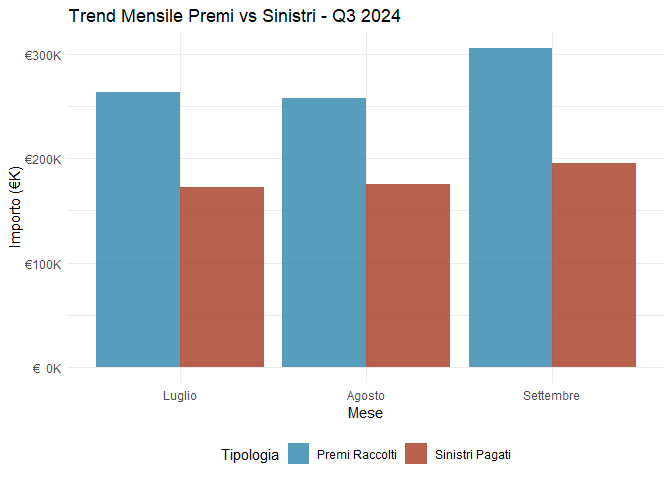 Trend Mensile Premi vs Sinistri - Q3 2024
€300K
€200K
€100K
€ 0K
Importo (€K)
Luglio Agosto Settembre
Mese
Tipologia Premi Raccolti Sinistri Pagati